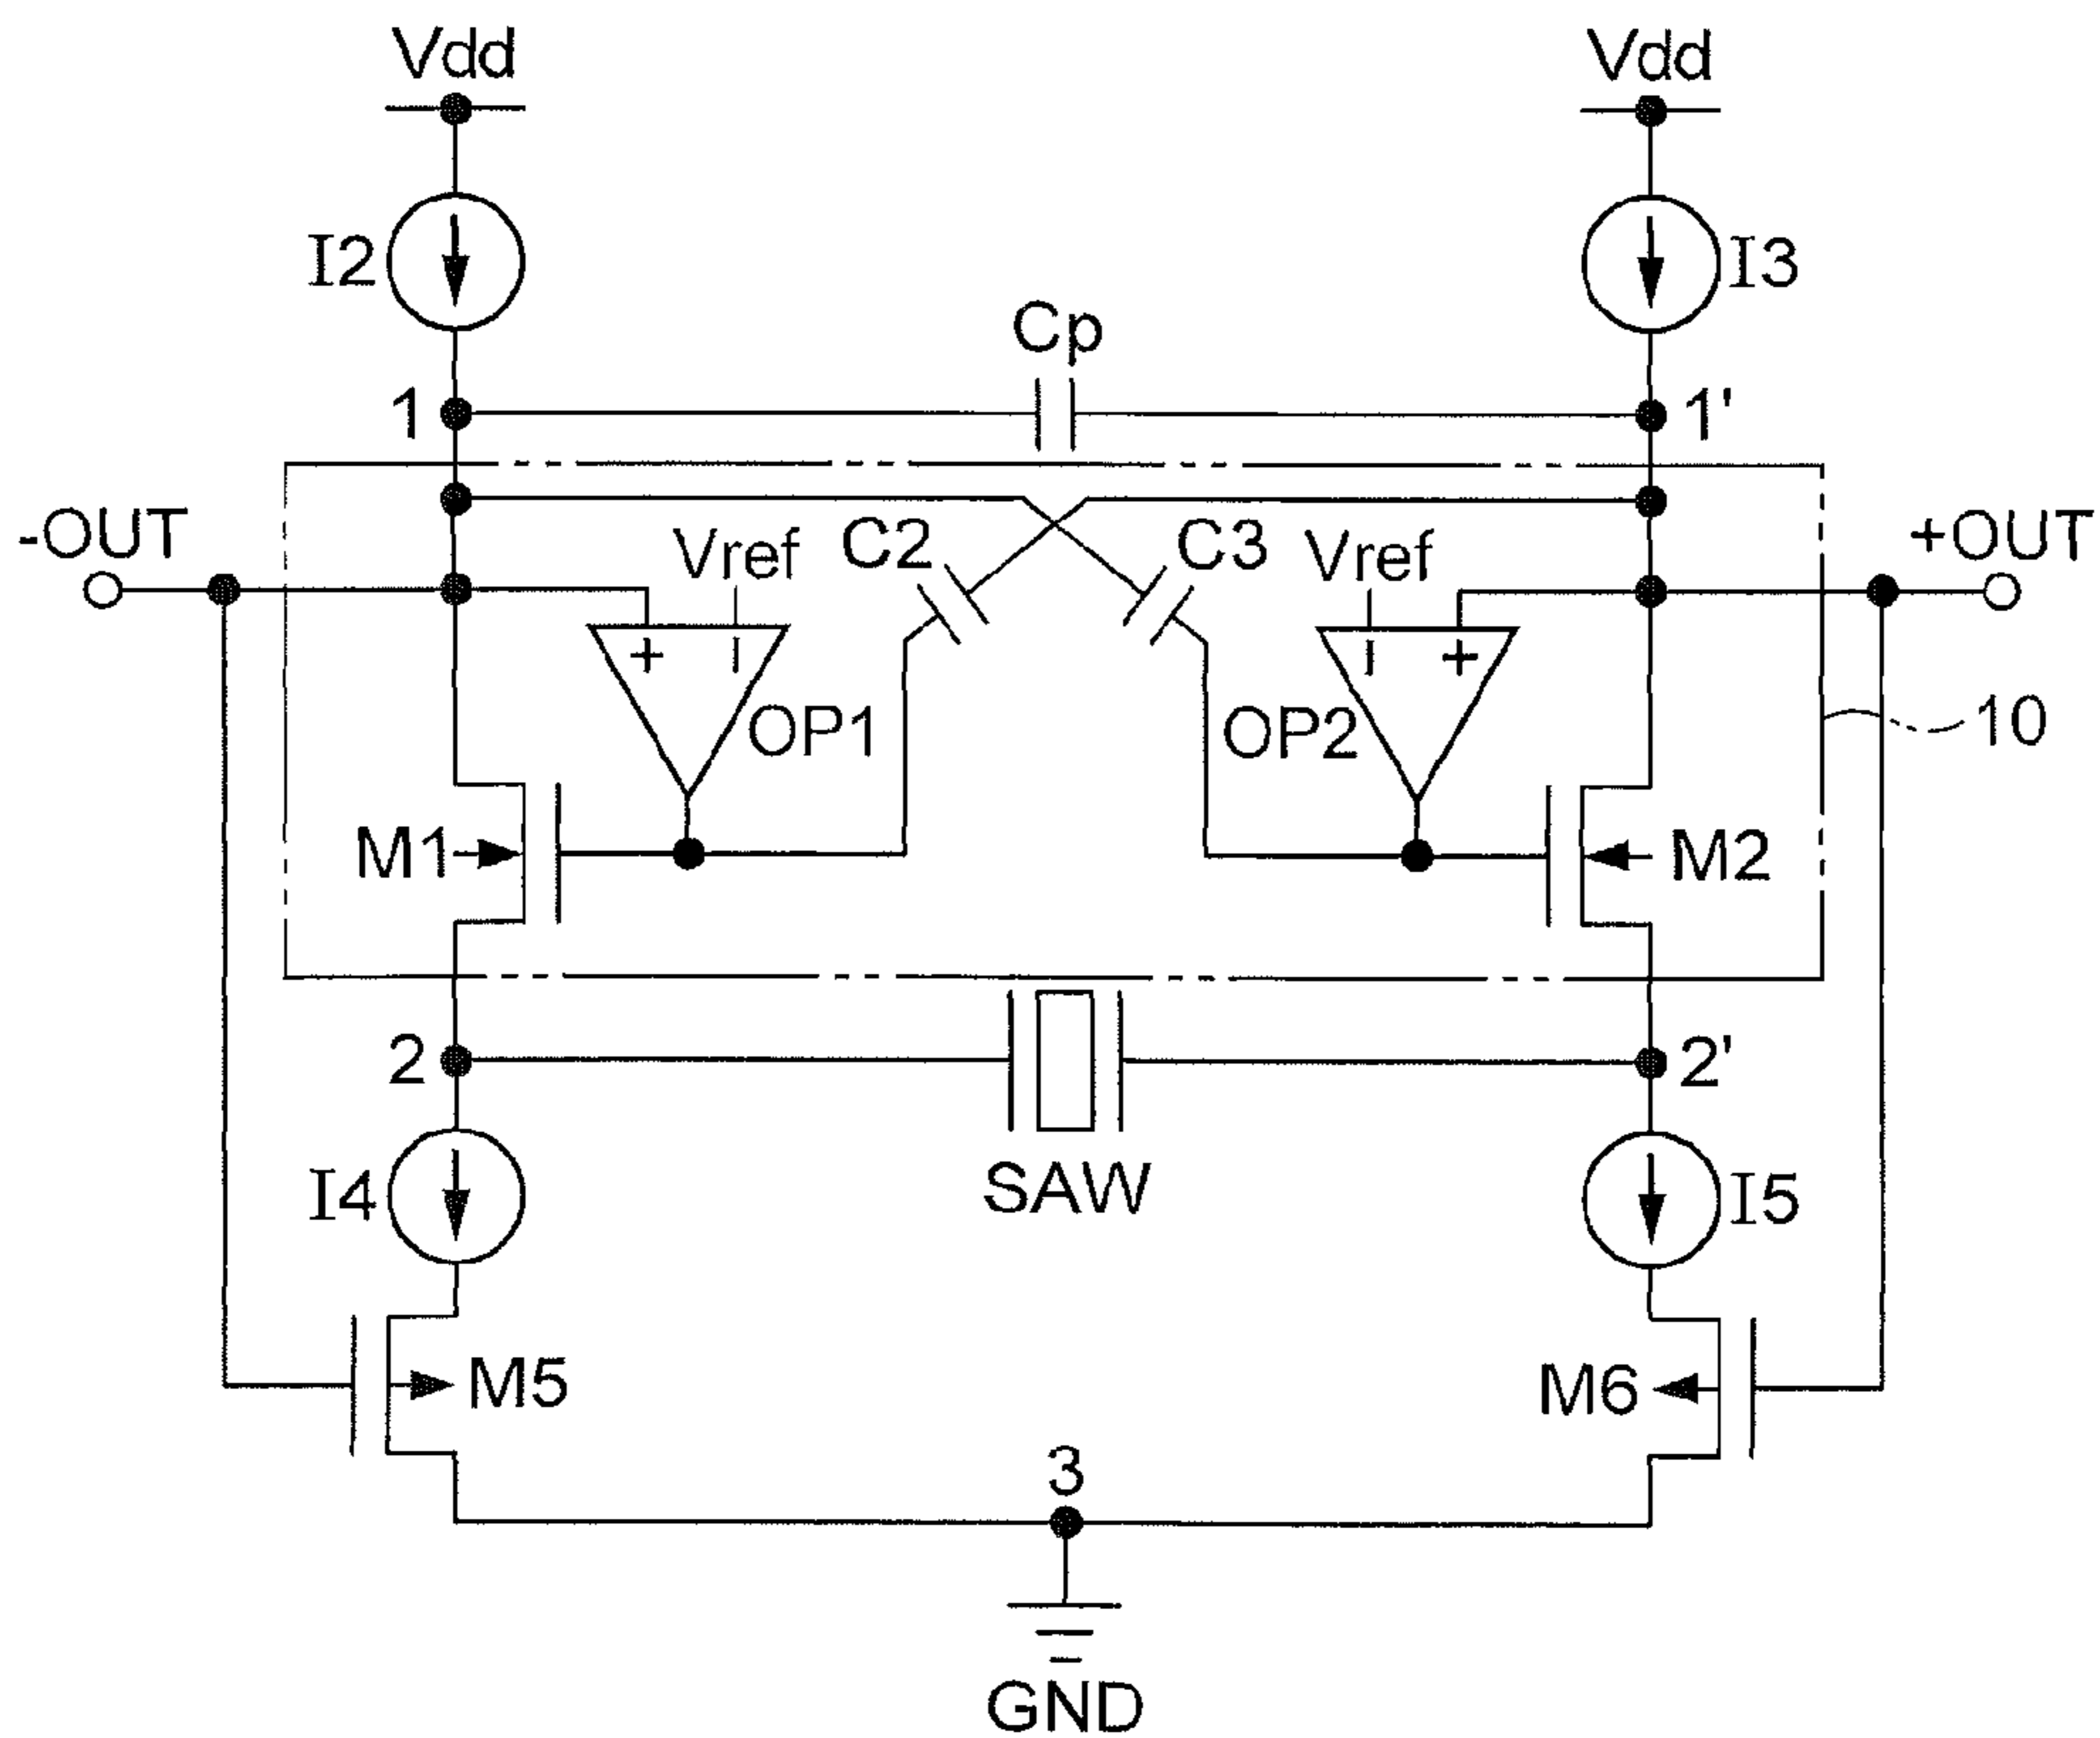 Vdd
Vdd
I2
I3
Cp
1
1'
-OUT
Vref
C2
C3
Vref
+OUT
+
-
-
+
OP1
OP2
10
M1
M2
2
2'
SAW
I4
I5
M5
M6
3
GND